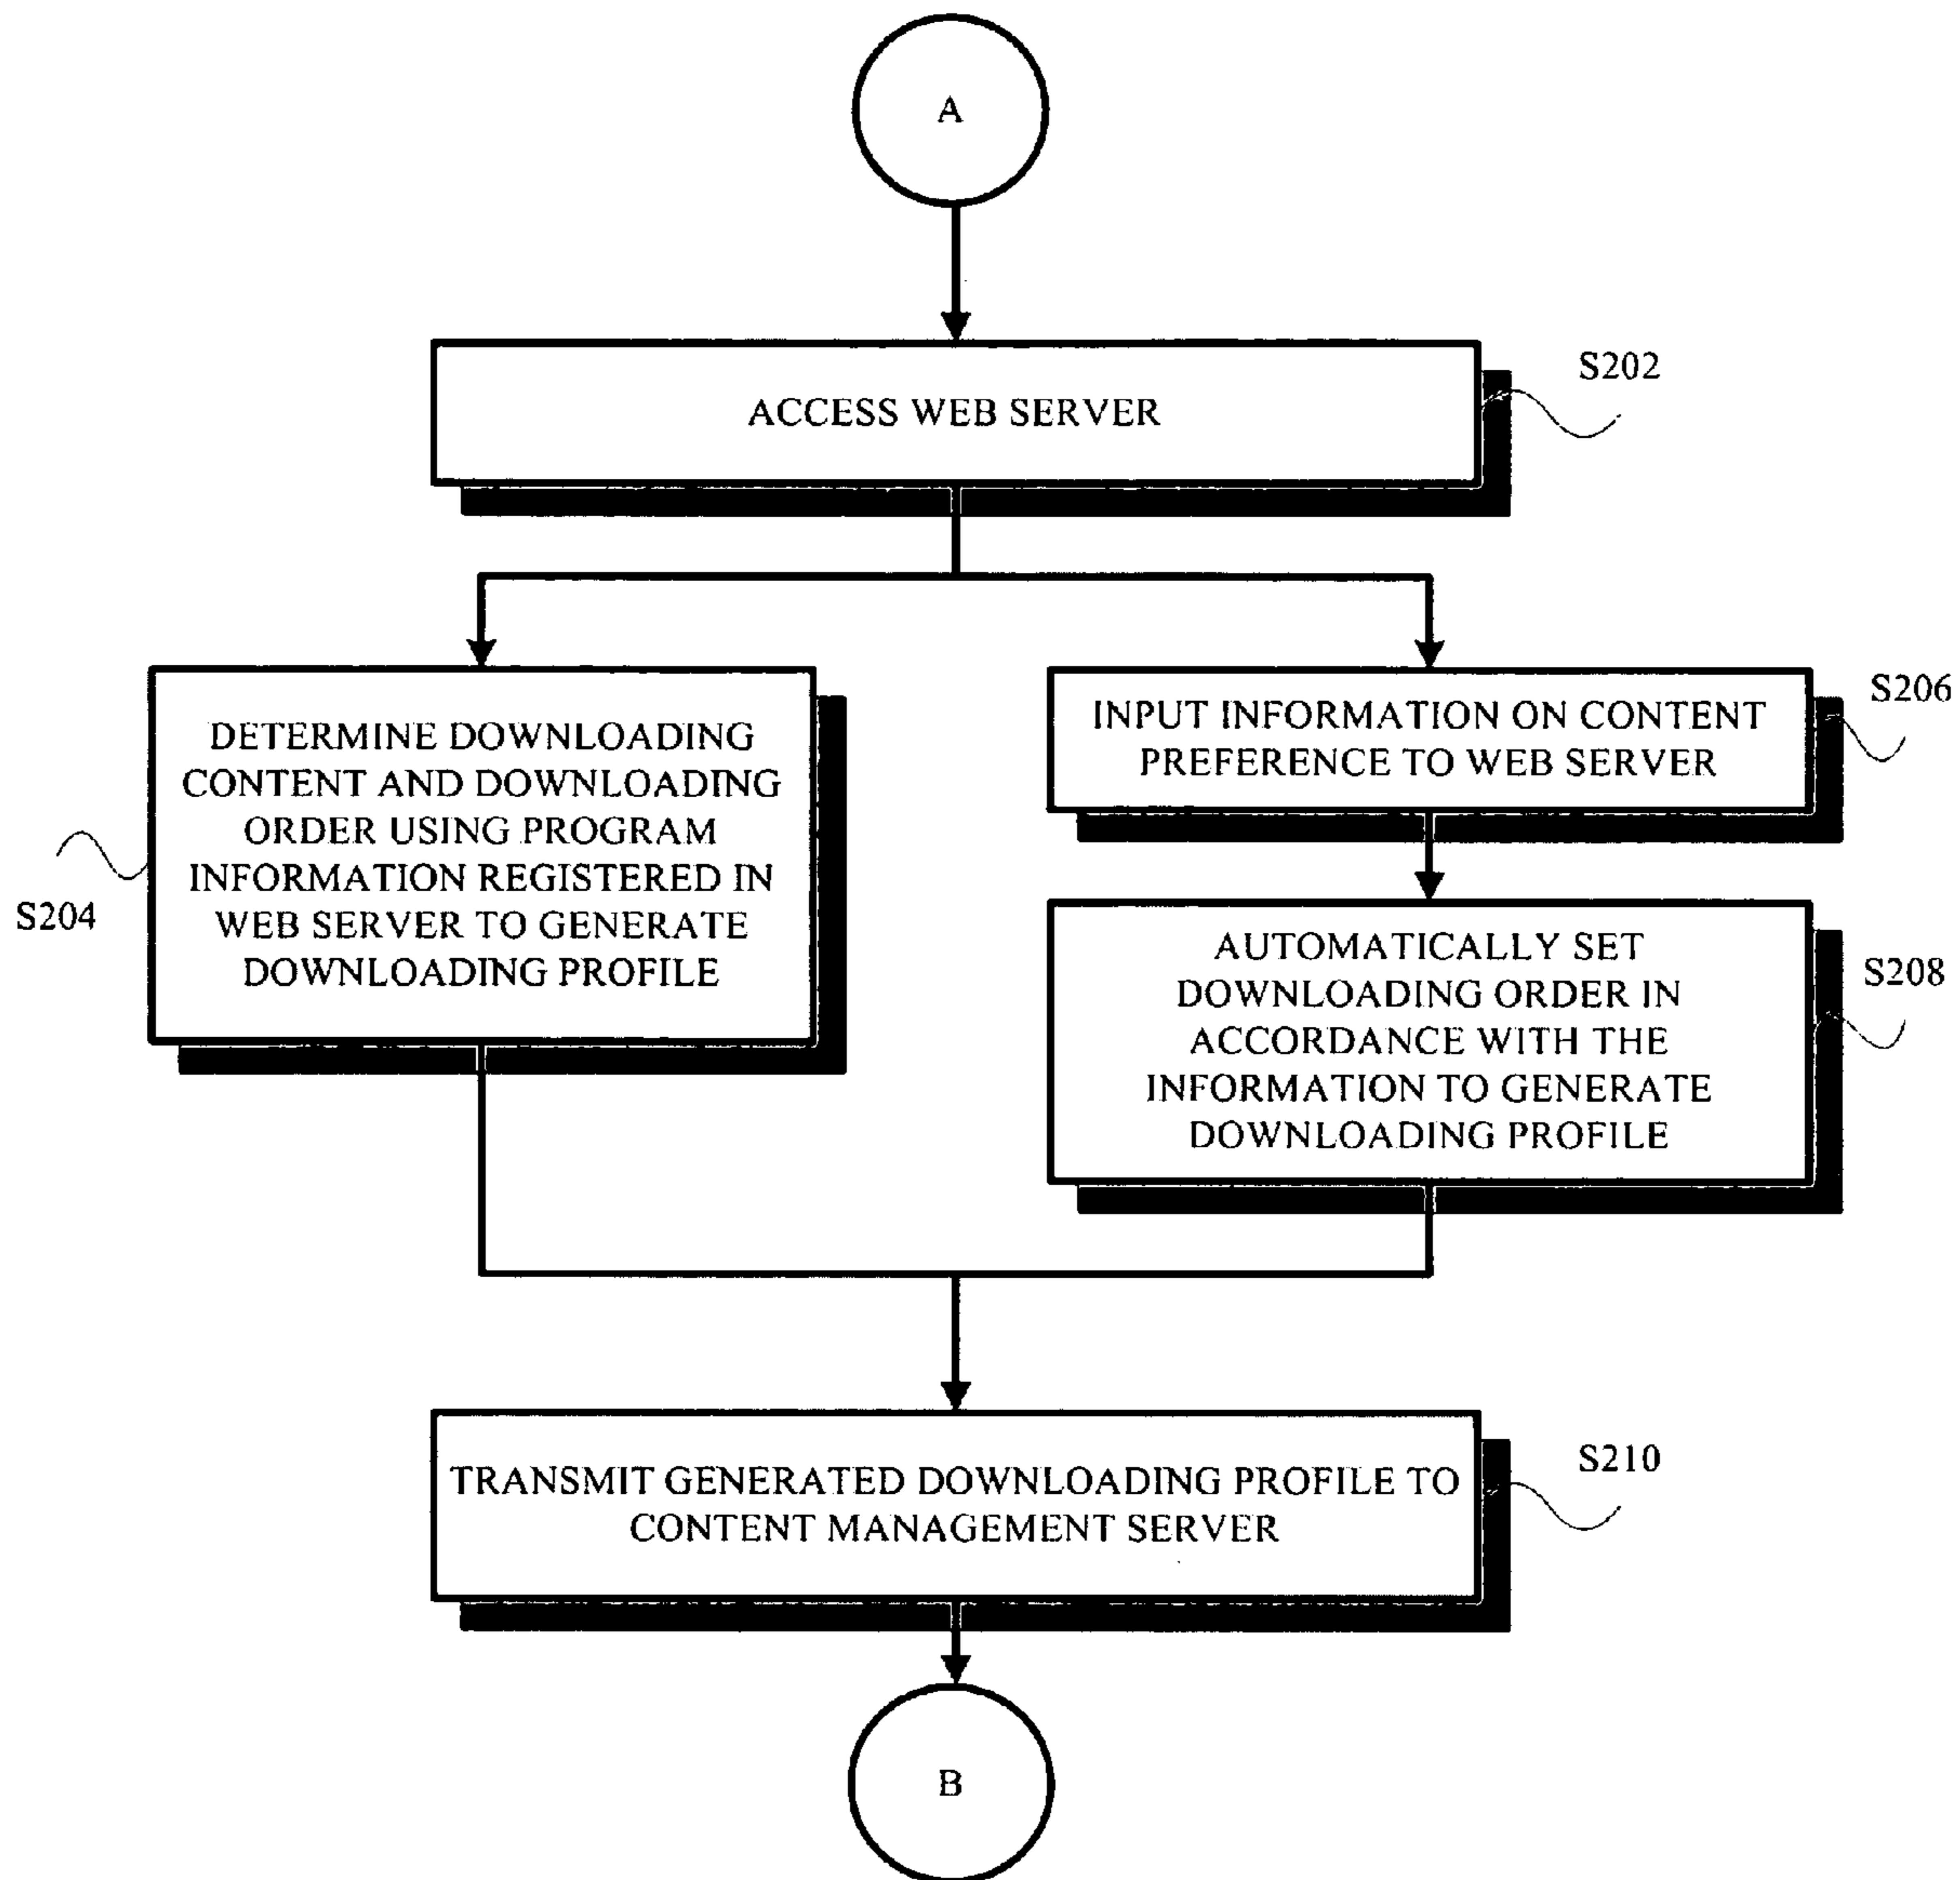 A
S202
ACCESS WEB SERVER
S204
DETERMINE DOWNLOADING
CONTENT AND DOWNLOADING
ORDER USING PROGRAM
INFORMATION REGISTERED IN
WEB SERVER TO GENERATE
DOWNLOADING PROFILE
S206
INPUT INFORMATION ON CONTENT
PREFERENCE TO WEB SERVER
S208
AUTOMATICALLY SET
DOWNLOADING ORDER IN
ACCORDANCE WITH THE
INFORMATION TO GENERATE
DOWNLOADING PROFILE
S210
TRANSMIT GENERATED DOWNLOADING PROFILE TO
CONTENT MANAGEMENT SERVER
B